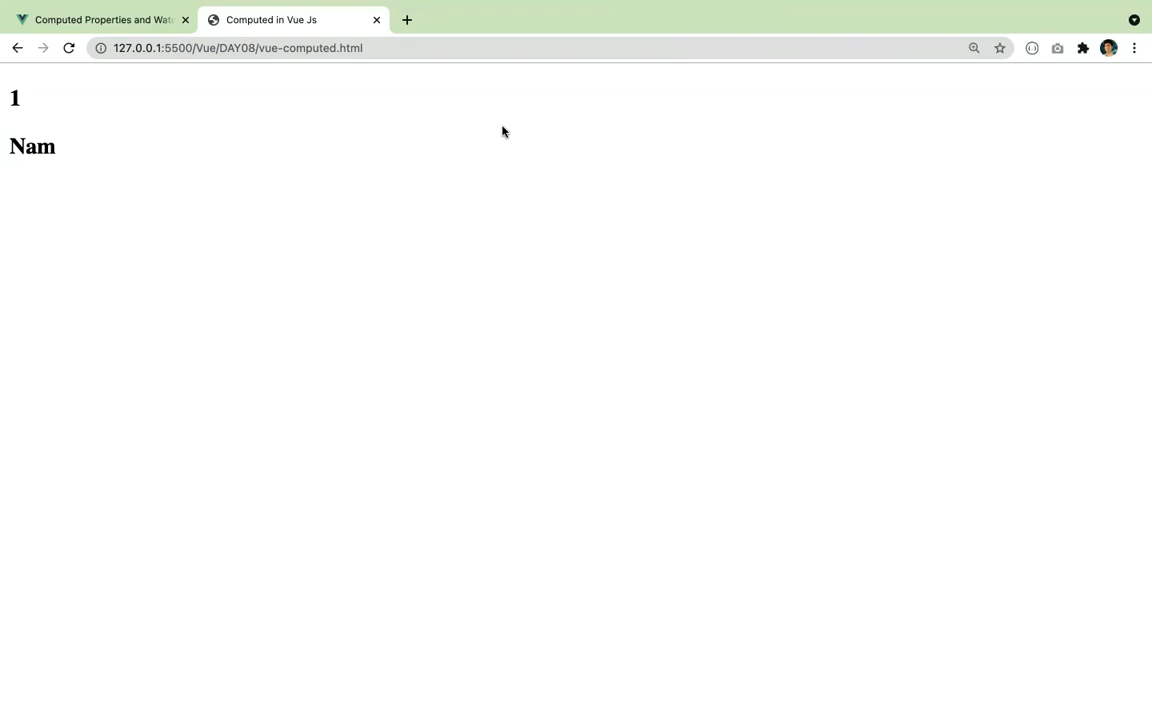 Computed Properties and Wat
Computed in Vue Js
127.0.0.1:5500/Vue/DAY08/vue-computed.html
1
Nam